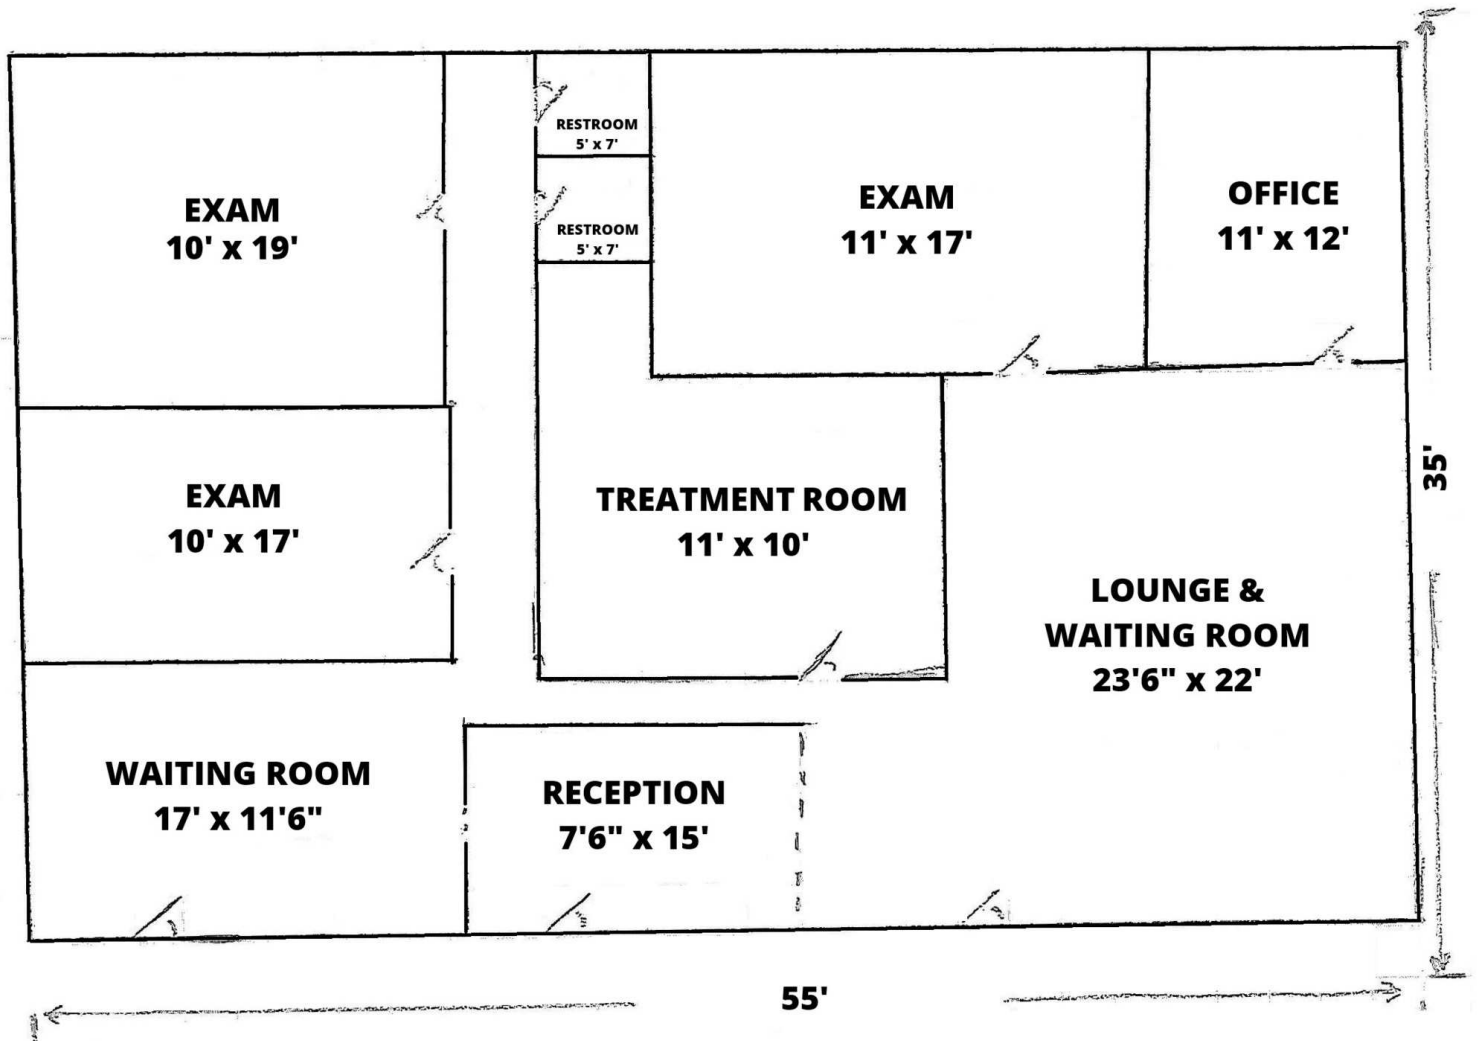 RESTROOM
5' x 7'
EXAM
10' x 19'
RESTROOM
5' x 7'
EXAM
11' x 17'
OFFICE
11' x 12'
EXAM
10' x 17'
TREATMENT ROOM
11' x 10'
35'
LOUNGE &
WAITING ROOM
23'6" x 22'
WAITING ROOM
17' x 11'6"
RECEPTION
7'6" x 15'
55'